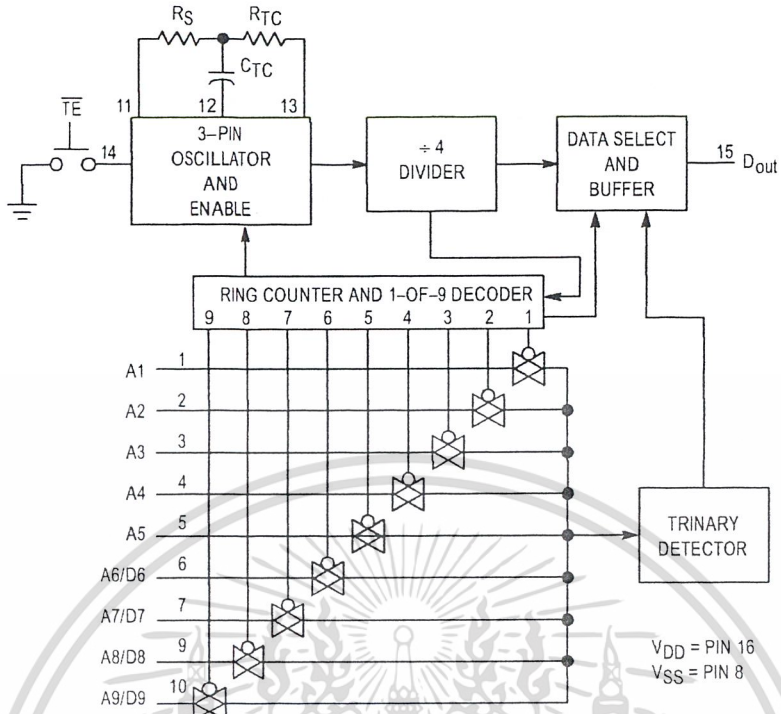 RS RTC
CTC
TE 11 12 13
14
3–PIN
OSCILLATOR
AND
ENABLE
÷ 4
DIVIDER
DATA SELECT
AND
BUFFER
15 Dout
RING COUNTER AND 1–OF–9 DECODER
9 8 7 6 5 4 3 2 1
A1 1
A2 2
A3 3
A4 4
A5 5
A6/D6 6
A7/D7 7
A8/D8 9
A9/D9 10
TRINARY
DETECTOR
VDD = PIN 16
VSS = PIN 8